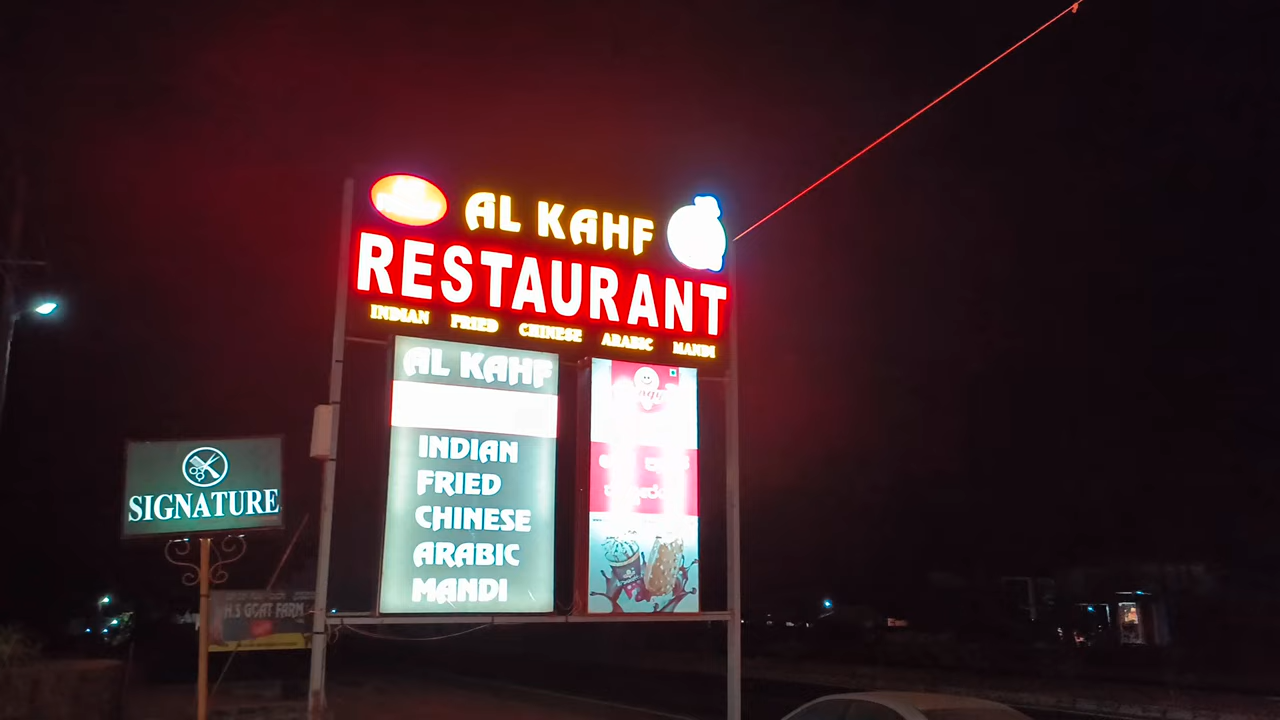 AL KAHF
RESTAURANT
INDIAN FRIED CHINESE ARABIC MANDI
AL KAHF
INDIAN
FRIED
CHINESE
ARABIC
MANDI
SIGNATURE
H.S GOAT FARM